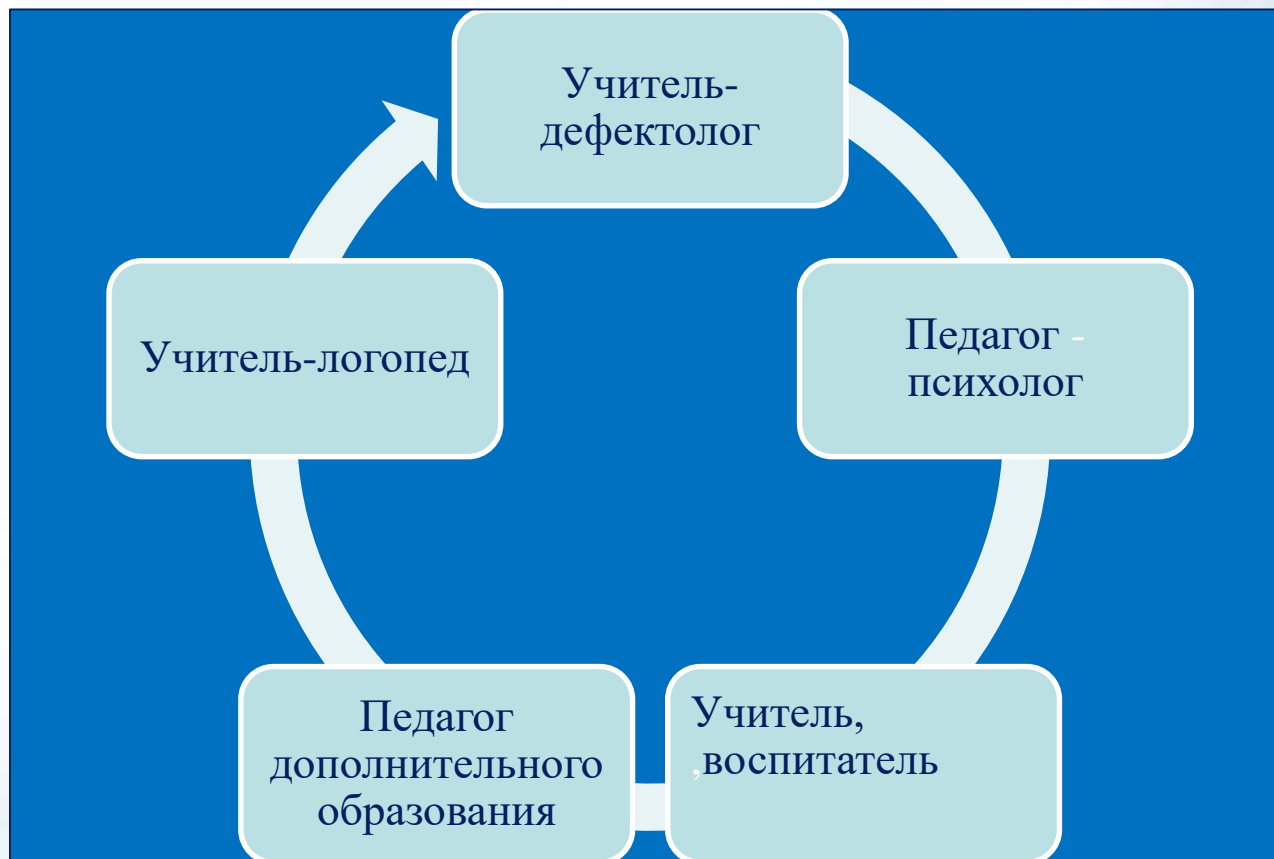 Учитель-
дефектолог
Учитель-логопед
Педагог -
психолог
Педагог
дополнительного
образования
Учитель,
,воспитатель